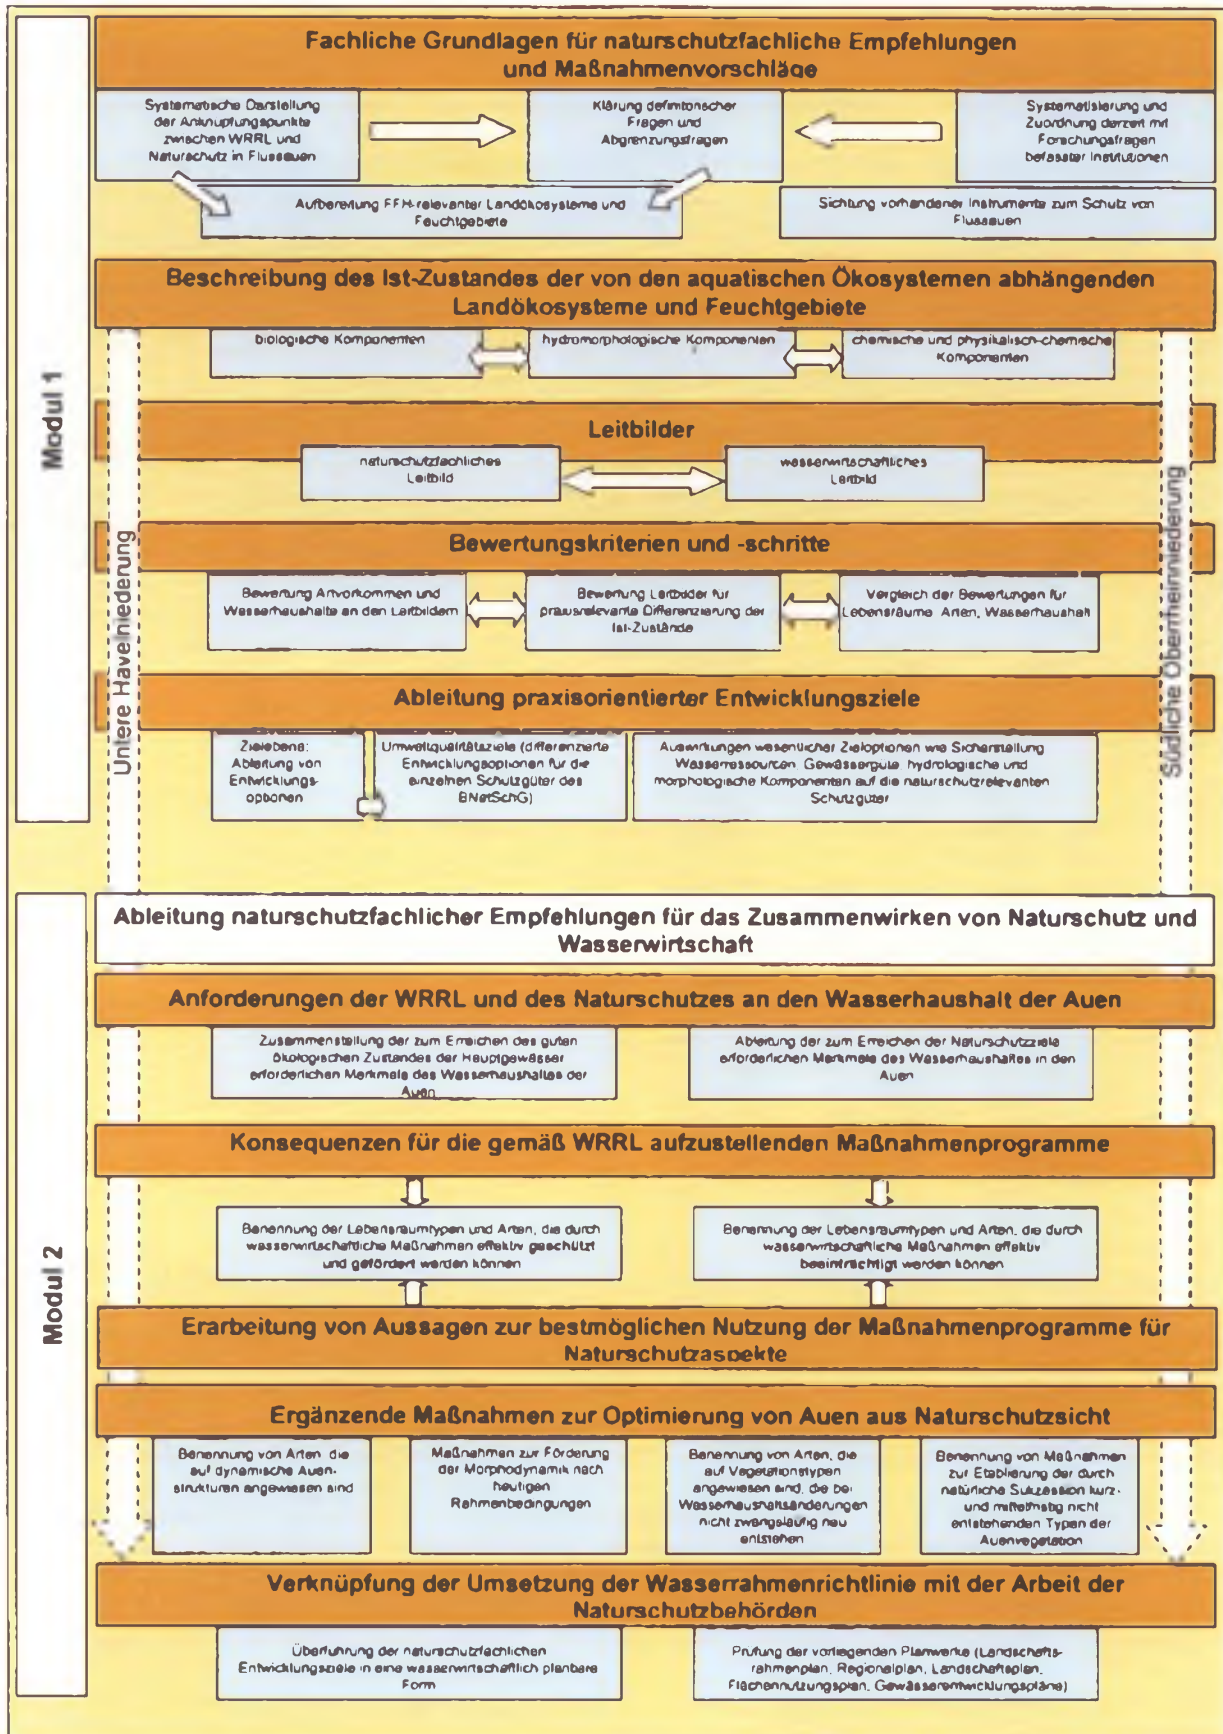 Modul 1
Fachliche Grundlagen für naturschutzfachliche Empfehlungen
und Maßnahmenvorschläge
Systematische Darstellung
der Anknüpfungspunkte
zwischen WRRL und
Naturschutz in Flussauen
Klärung definitorischer
Fragen und
Abgrenzungsfragen
Systematisierung und
Zuordnung derzeit mit
Forschungsfragen
befasster Institutionen
Aufbereitung FFH-relevanter Landökosysteme und
Feuchtgebiete
Sichtung vorhandener Instrumente zum Schutz von
Flussauen
Beschreibung des Ist-Zustandes der von den aquatischen Ökosystemen abhängenden
Landökosysteme und Feuchtgebiete
biologische Komponenten
hydromorphologische Komponenten
chemische und physikalisch-chemische
Komponenten
Leitbilder
naturschutzfachliches
Leitbild
wasserwirtschaftliches
Leitbild
Untere Havelniederung
Südliche Oberrheinniederung
Bewertungskriterien und -schritte
Bewertung Artvorkommen und
Wasserhaushalte an den Leitbildern
Bewertung Leitbilder für
praxisrelevante Differenzierung der
Ist-Zustände
Vergleich der Bewertungen für
Lebensräume, Arten, Wasserhaushalt
Ableitung praxisorientierter Entwicklungsziele
Zielebene:
Ableitung von
Entwicklungs-
optionen
Umweltqualitätsziele (differenzierte
Entwicklungsoptionen für die
einzelnen Schutzgüter des
BNatSchG)
Auswirkungen wesentlicher Zieloptionen wie Sicherstellung
Wasserressourcen, Gewässergüte, hydrologische und
morphologische Komponenten auf die naturschutzrelevanten
Schutzgüter
Modul 2
Ableitung naturschutzfachlicher Empfehlungen für das Zusammenwirken von Naturschutz und
Wasserwirtschaft
Anforderungen der WRRL und des Naturschutzes an den Wasserhaushalt der Auen
Zusammenstellung der zum Erreichen des guten
ökologischen Zustandes der Hauptgewässer
erforderlichen Merkmale des Wasserhaushaltes der
Auen
Ableitung der zum Erreichen der Naturschutzziele
erforderlichen Merkmale des Wasserhaushaltes in den
Auen
Konsequenzen für die gemäß WRRL aufzustellenden Maßnahmenprogramme
Benennung der Lebensraumtypen und Arten, die durch
wasserwirtschaftliche Maßnahmen effektiv geschützt
und gefördert werden können
Benennung der Lebensraumtypen und Arten, die durch
wasserwirtschaftliche Maßnahmen effektiv
beeinträchtigt werden können
Erarbeitung von Aussagen zur bestmöglichen Nutzung der Maßnahmenprogramme für
Naturschutzaspekte
Ergänzende Maßnahmen zur Optimierung von Auen aus Naturschutzsicht
Benennung von Arten, die
auf dynamische Auen-
strukturen angewiesen sind
Maßnahmen zur Förderung
der Morphodynamik nach
heutigen
Rahmenbedingungen
Benennung von Arten, die
auf Vegetationstypen
angewiesen sind, die bei
Wasserhaushaltsänderungen
nicht zwangsläufig neu
entstehen
Benennung von Maßnahmen
zur Etablierung der durch
natürliche Sukzession kurz-
und mittelfristig nicht
entstehenden Typen der
Auenvegetation
Verknüpfung der Umsetzung der Wasserrahmenrichtlinie mit der Arbeit der
Naturschutzbehörden
Überführung der naturschutzfachlichen
Entwicklungsziele in eine wasserwirtschaftlich planbare
Form
Prüfung der vorliegenden Planwerke (Landschafts-
rahmenplan, Regionalplan, Landschaftsplan,
Flächennutzungsplan, Gewässerentwicklungspläne)